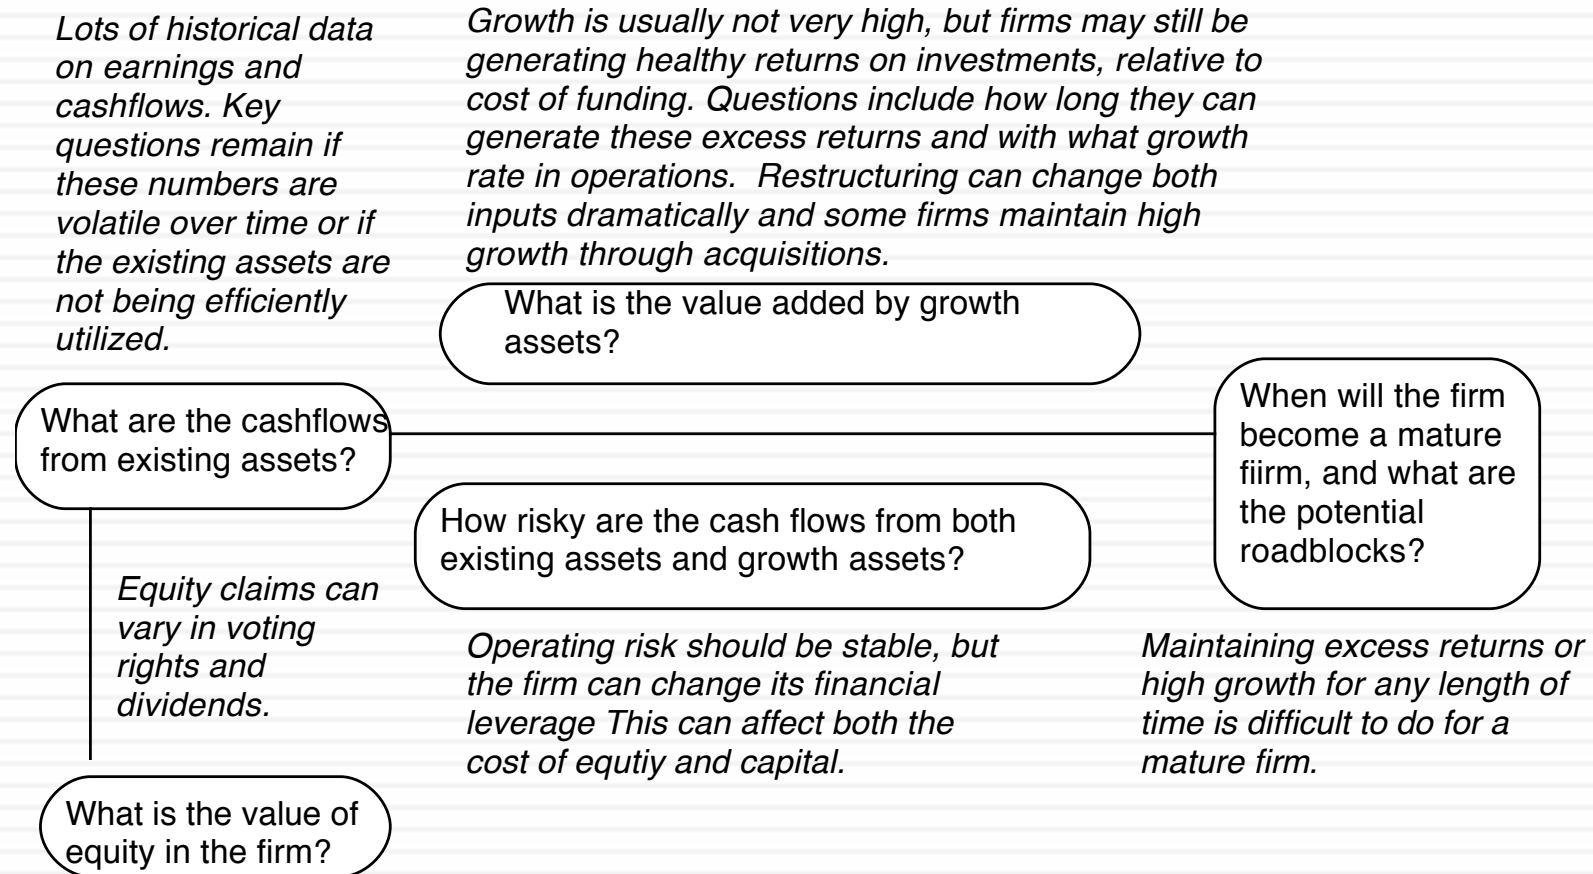 Lots of historical data
on earnings and
cashflows. Key
questions remain if
these numbers are
volatile over time or if
the existing assets are
not being efficiently
utilized.
Growth is usually not very high, but firms may still be
generating healthy returns on investments, relative to
cost of funding. Questions include how long they can
generate these excess returns and with what growth
rate in operations.  Restructuring can change both
inputs dramatically and some firms maintain high
growth through acquisitions.
What is the value added by growth
assets?
What are the cashflows
from existing assets?
When will the firm
become a mature
fiirm, and what are
the potential
roadblocks?
How risky are the cash flows from both
existing assets and growth assets?
Equity claims can
vary in voting
rights and
dividends.
Operating risk should be stable, but
the firm can change its financial
leverage This can affect both the
cost of equtiy and capital.
Maintaining excess returns or
high growth for any length of
time is difficult to do for a
mature firm.
What is the value of
equity in the firm?